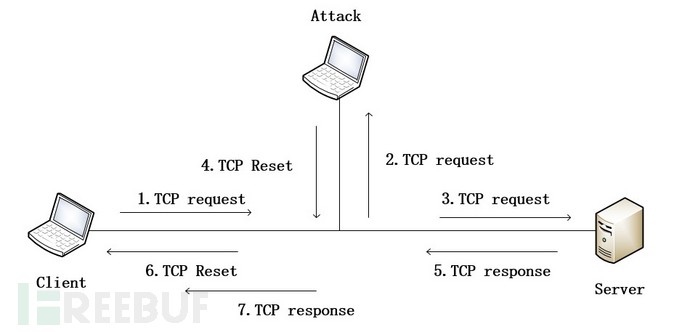 Attack
4.TCP Reset
2.TCP request
1.TCP request
3.TCP request
6.TCP Reset
5.TCP response
Client
Server
7.TCP response
FREEBUF